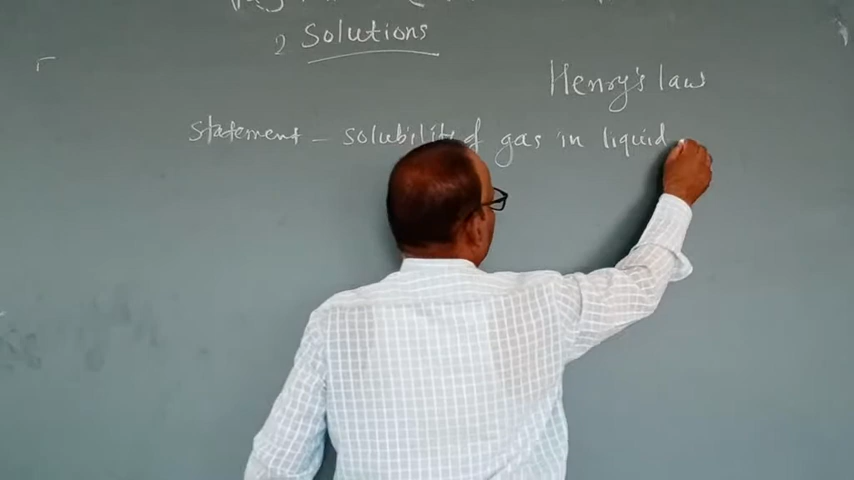 2 Solutions
Henry's law
Statement – solubility of gas in liquid